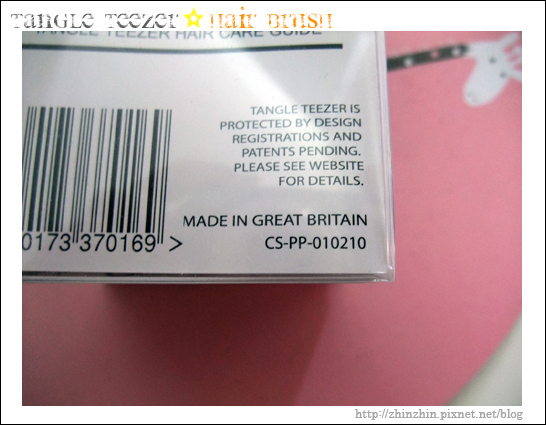 Tangle Teezer☆Hair Brush
TANGLE TEEZER HAIR CARE GUIDE
TANGLE TEEZER IS
PROTECTED BY DESIGN
REGISTRATIONS AND
PATENTS PENDING.
PLEASE SEE WEBSITE
FOR DETAILS.
MADE IN GREAT BRITAIN
0173 370169 >
CS-PP-010210
http://zhinzhin.pixnet.net/blog